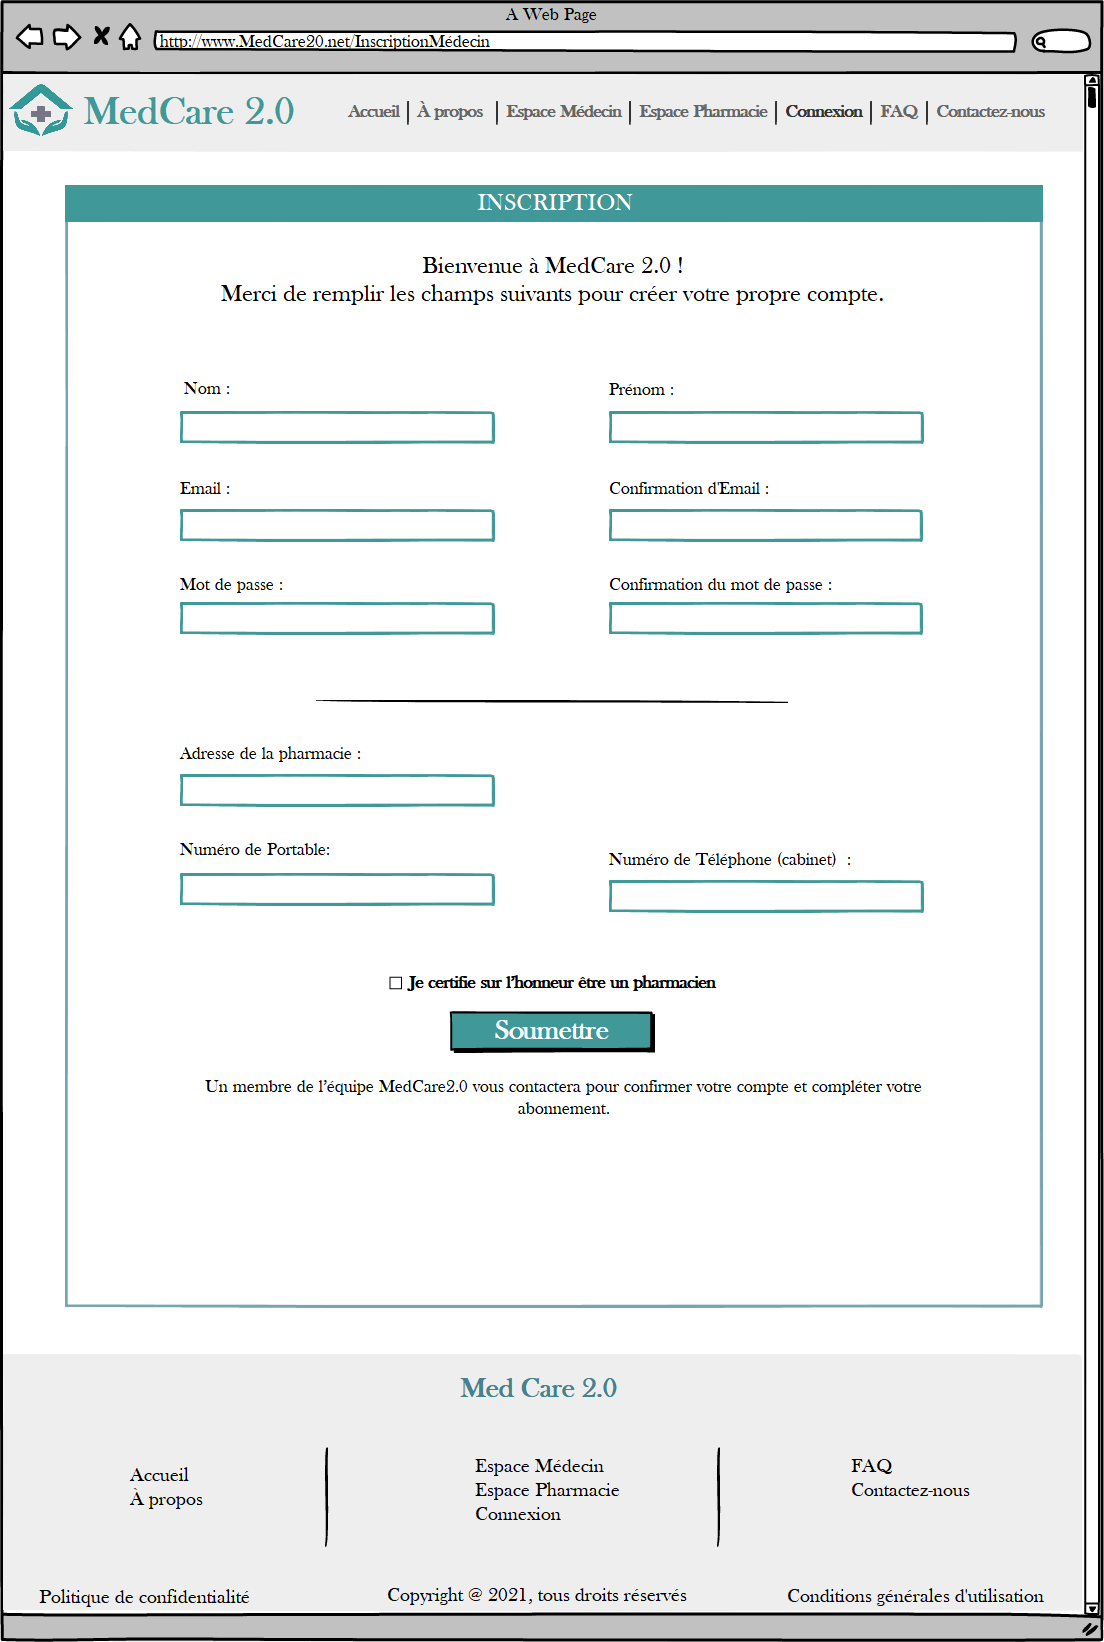 A Web Page
http://www.MedCare20.net/InscriptionMédecin
MedCare 2.0
Accueil | À propos | Espace Médecin | Espace Pharmacie | Connexion | FAQ | Contactez-nous
INSCRIPTION
Bienvenue à MedCare 2.0 !
Merci de remplir les champs suivants pour créer votre propre compte.
Nom :
Prénom :
Email :
Confirmation d'Email :
Mot de passe :
Confirmation du mot de passe :
Adresse de la pharmacie :
Numéro de Portable:
Numéro de Téléphone (cabinet)  :
Je certifie sur l’honneur être un pharmacien
Soumettre
Un membre de l’équipe MedCare2.0 vous contactera pour confirmer votre compte et compléter votre
abonnement.
Med Care 2.0
Accueil
À propos
Espace Médecin
Espace Pharmacie
Connexion
FAQ
Contactez-nous
Politique de confidentialité
Copyright @ 2021, tous droits réservés
Conditions générales d'utilisation